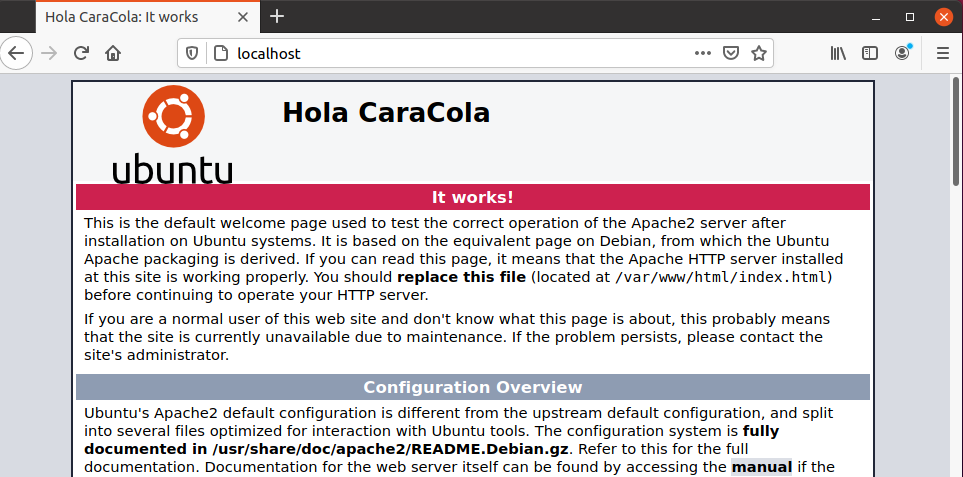 Hola CaraCola: It works
localhost
ubuntu
Hola CaraCola
It works!
This is the default welcome page used to test the correct operation of the Apache2 server after
installation on Ubuntu systems. It is based on the equivalent page on Debian, from which the Ubuntu
Apache packaging is derived. If you can read this page, it means that the Apache HTTP server installed
at this site is working properly. You should replace this file (located at /var/www/html/index.html)
before continuing to operate your HTTP server.
If you are a normal user of this web site and don't know what this page is about, this probably means
that the site is currently unavailable due to maintenance. If the problem persists, please contact the
site's administrator.
Configuration Overview
Ubuntu's Apache2 default configuration is different from the upstream default configuration, and split
into several files optimized for interaction with Ubuntu tools. The configuration system is fully
documented in /usr/share/doc/apache2/README.Debian.gz. Refer to this for the full
documentation. Documentation for the web server itself can be found by accessing the manual if the